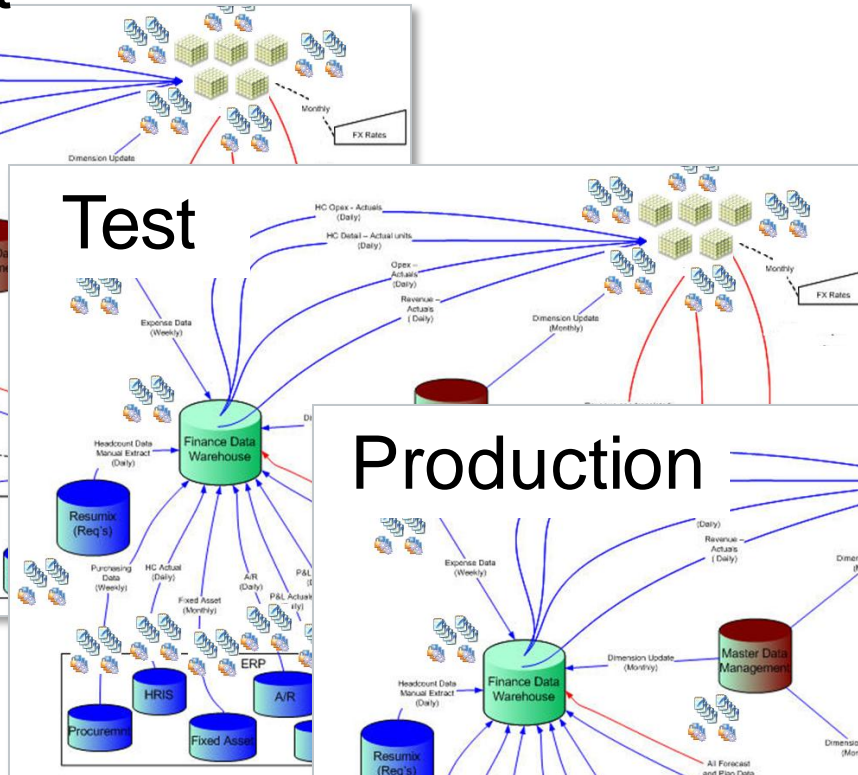 Monthly
FX Rates
Dimension Update
Test
HC Opex - Actuals
(Daily)
HC Detail – Actual units
(Daily)
Opex –
Actuals
(Daily)
Revenue –
Actuals
( Daily)
Monthly
FX Rates
Expense Data
(Weekly)
Dimension Update
(Monthly)
Finance Data
Warehouse
Headcount Data
Manual Extract
(Daily)
Resumix
(Req's)
Purchasing
Data
(Weekly)
HC Actual
(Daily)
Fixed Asset
(Monthly)
A/R
(Daily)
P&L
P&L Actuals
ERP
HRIS
A/R
Procuremnt
Fixed Asset
Production
(Daily)
Revenue –
Actuals
( Daily)
Expense Data
(Weekly)
Finance Data
Warehouse
Dimension Update
(Monthly)
Master Data
Management
Headcount Data
Manual Extract
(Daily)
Resumix
(Req's)
All Forecast
and Plan Data